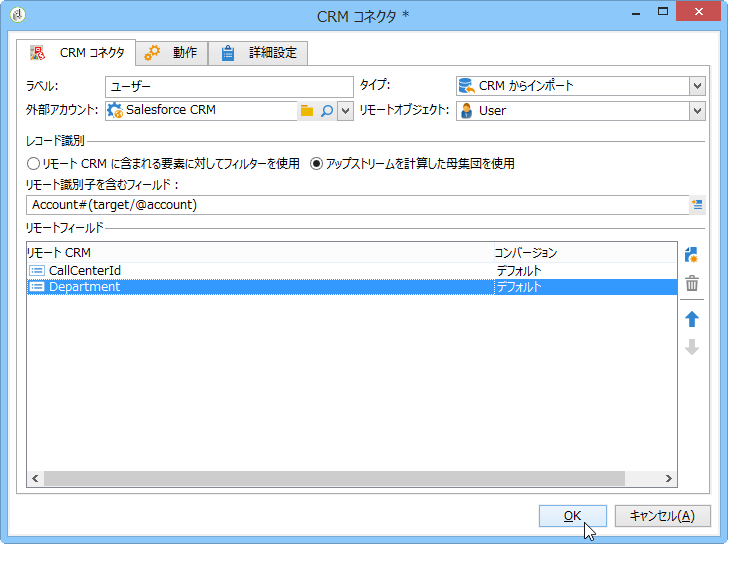 CRM コネクタ *
CRM コネクタ 動作 詳細設定
ラベル: ユーザー タイプ: CRM からインポート
外部アカウント: Salesforce CRM リモートオブジェクト: User
レコード識別
リモート CRM に含まれる要素に対してフィルターを使用 アップストリームを計算した母集団を使用
リモート識別子を含むフィールド :
Account#(target/@account)
リモートフィールド
リモート CRM コンバージョン
CallCenterId デフォルト
Department デフォルト
OK キャンセル(A)